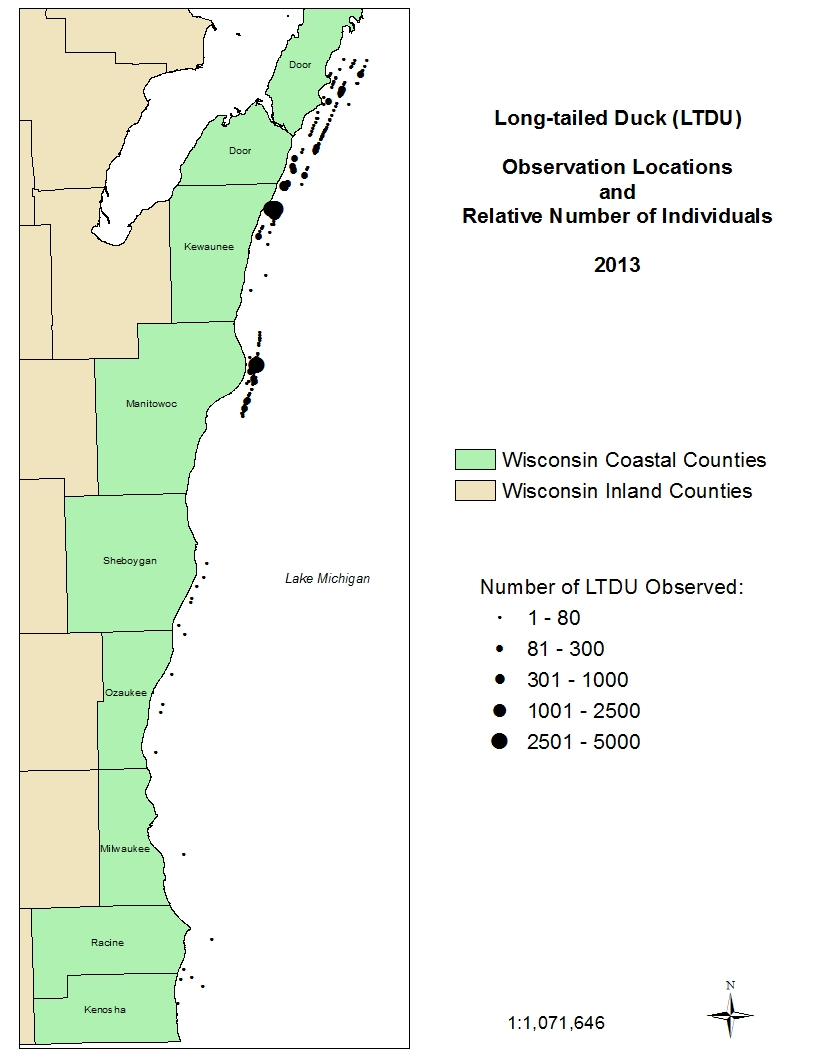 Door
Door
Kewaunee
Manitowoc
Sheboygan
Ozaukee
Milwaukee
Racine
Kenosha
Lake Michigan
Long-tailed Duck (LTDU)
Observation Locations
and
Relative Number of Individuals
2013
Wisconsin Coastal Counties
Wisconsin Inland Counties
Number of LTDU Observed:
1 - 80
81 - 300
301 - 1000
1001 - 2500
2501 - 5000
1:1,071,646
N